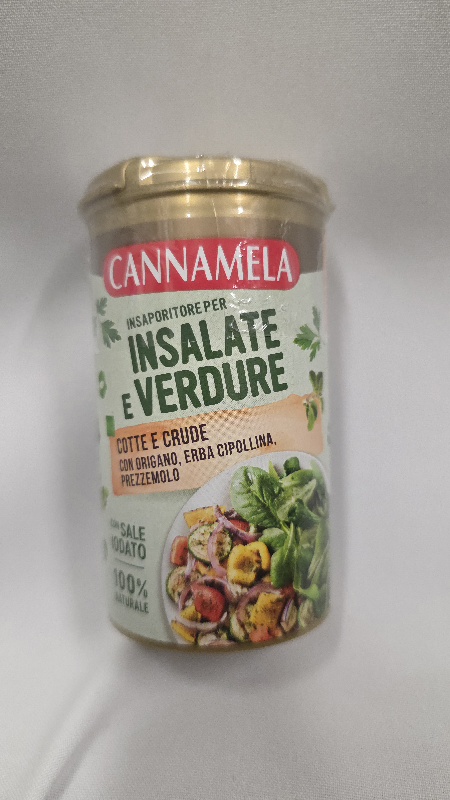 CANNAMELA
INSAPORITORE PER
INSALATE
E VERDURE
COTTE E CRUDE
CON ORIGANO, ERBA CIPOLLINA,
PREZZEMOLO
SALE
IODATO
100%
NATURALE